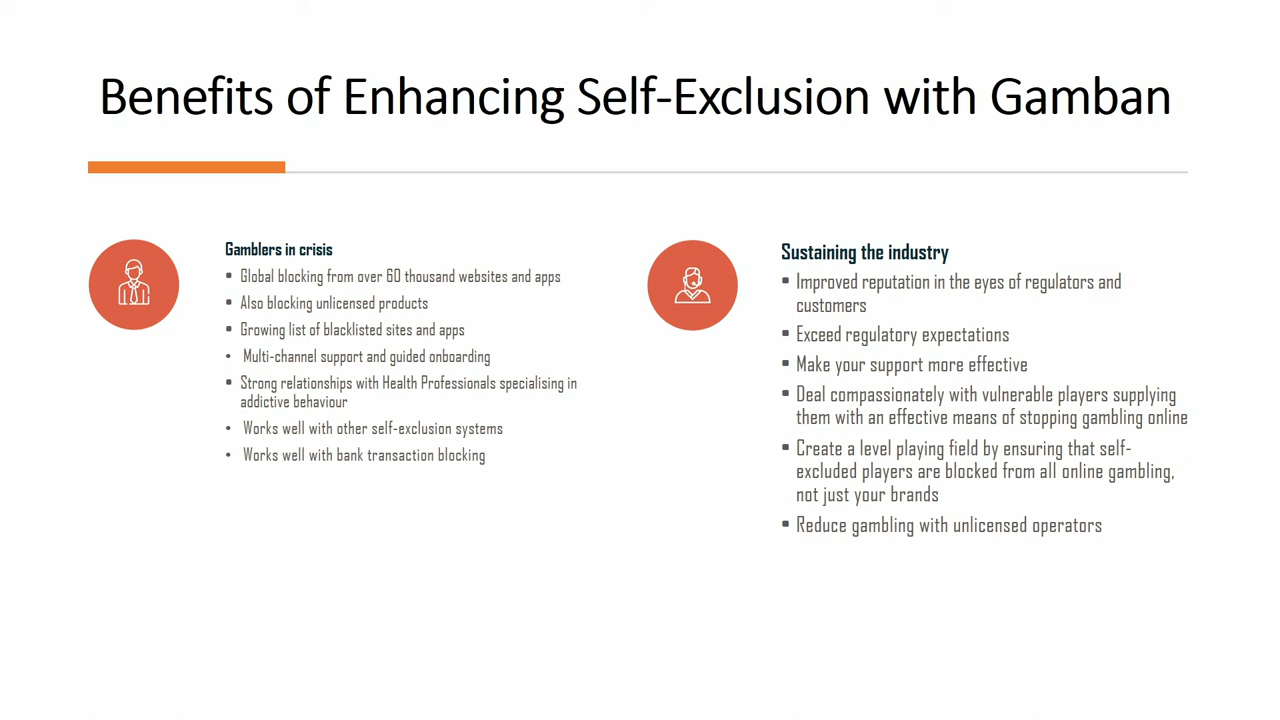 Benefits of Enhancing Self-Exclusion with Gamban
Gamblers in crisis
▪ Global blocking from over 60 thousand websites and apps
▪ Also blocking unlicensed products
▪ Growing list of blacklisted sites and apps
• Multi-channel support and guided onboarding
▪ Strong relationships with Health Professionals specialising in
addictive behaviour
• Works well with other self-exclusion systems
• Works well with bank transaction blocking
Sustaining the industry
▪ Improved reputation in the eyes of regulators and
customers
▪ Exceed regulatory expectations
▪ Make your support more effective
▪ Deal compassionately with vulnerable players supplying
them with an effective means of stopping gambling online
▪ Create a level playing field by ensuring that self-
excluded players are blocked from all online gambling,
not just your brands
▪ Reduce gambling with unlicensed operators